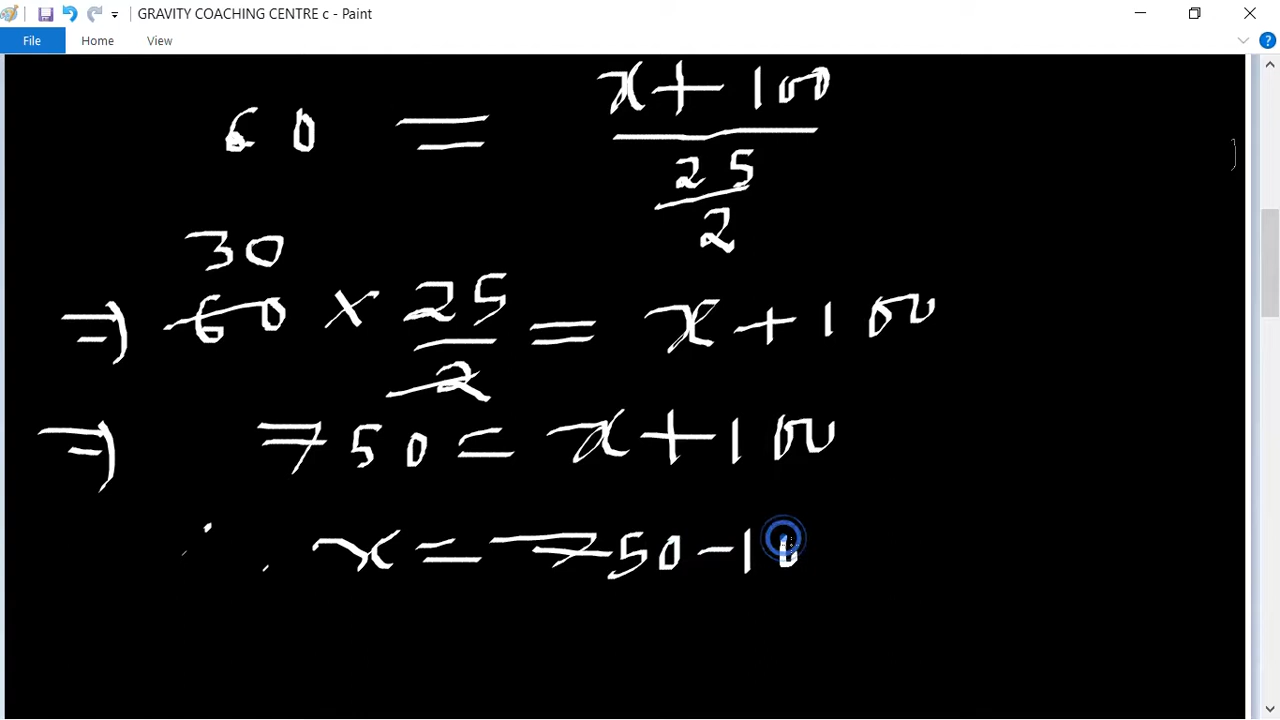 GRAVITY COACHING CENTRE c - Paint
File Home View
x + 100
60 =
25
2
30
=) 60 × 25 = x + 100
2
=) 750 = x + 100
∴ x = 750 - 10